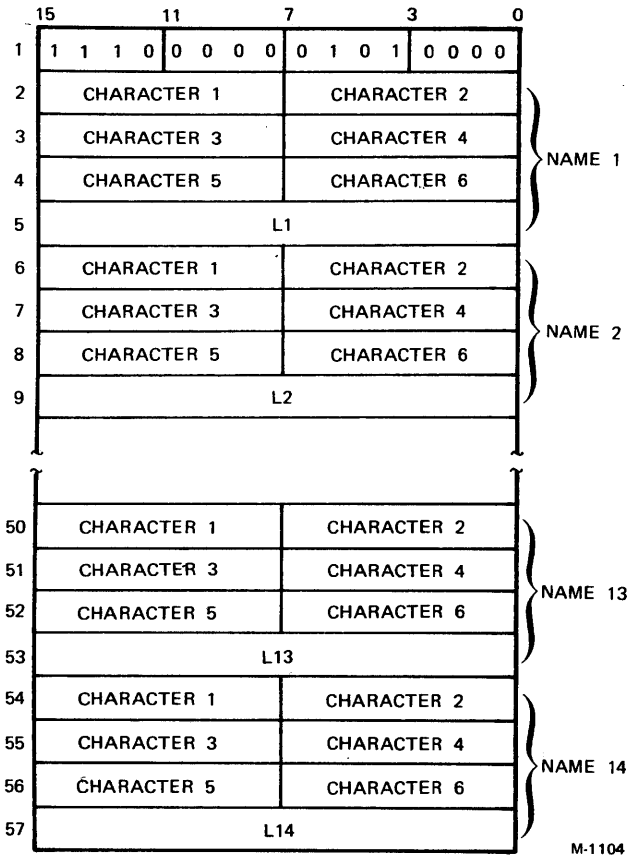 15 11 7 3 0
1 1 1 1 0 0 0 0 0 0 1 0 1 0 0 0 0
2 CHARACTER 1 CHARACTER 2
3 CHARACTER 3 CHARACTER 4
NAME 1
4 CHARACTER 5 CHARACTER 6
5 L1
6 CHARACTER 1 CHARACTER 2
7 CHARACTER 3 CHARACTER 4
NAME 2
8 CHARACTER 5 CHARACTER 6
9 L2
50 CHARACTER 1 CHARACTER 2
51 CHARACTER 3 CHARACTER 4
NAME 13
52 CHARACTER 5 CHARACTER 6
53 L13
54 CHARACTER 1 CHARACTER 2
55 CHARACTER 3 CHARACTER 4
NAME 14
56 CHARACTER 5 CHARACTER 6
57 L14
M-1104